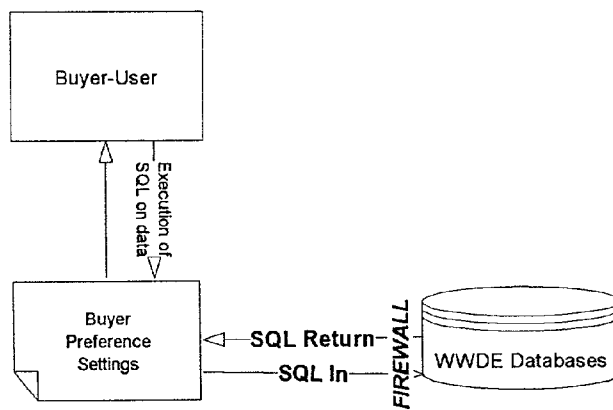 Buyer-User
Execution of
SQL on data
Buyer
Preference
Settings
SQL Return
SQL In
FIREWALL
WWDE Databases